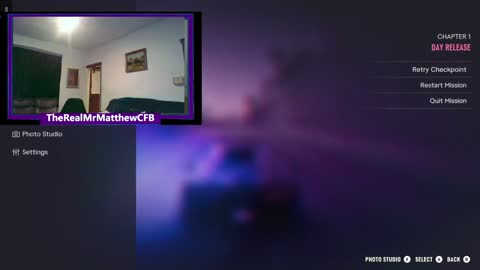 CHAPTER 1
DAY RELEASE
Retry Checkpoint
Restart Mission
Quit Mission
TheRealMrMatthewCFB
Photo Studio
Settings
PHOTO STUDIO X SELECT A BACK B